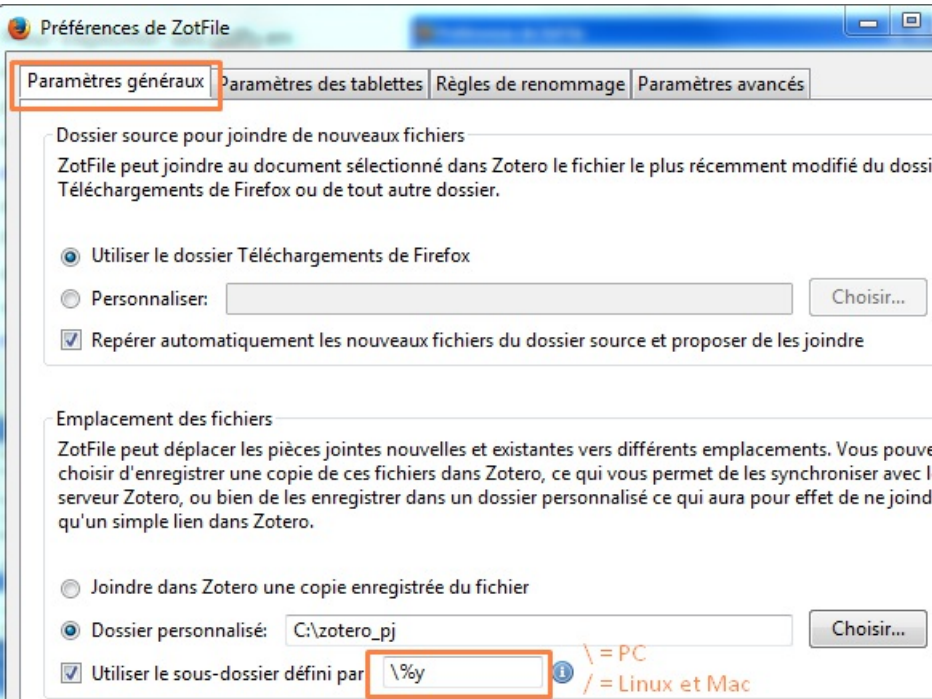 Préférences de ZotFile
Paramètres généraux Paramètres des tablettes Règles de renommage Paramètres avancés
Dossier source pour joindre de nouveaux fichiers
ZotFile peut joindre au document sélectionné dans Zotero le fichier le plus récemment modifié du dossi
Téléchargements de Firefox ou de tout autre dossier.
Utiliser le dossier Téléchargements de Firefox
Personnaliser: Choisir...
Repérer automatiquement les nouveaux fichiers du dossier source et proposer de les joindre
Emplacement des fichiers
ZotFile peut déplacer les pièces jointes nouvelles et existantes vers différents emplacements. Vous pouve
choisir d'enregistrer une copie de ces fichiers dans Zotero, ce qui vous permet de les synchroniser avec l
serveur Zotero, ou bien de les enregistrer dans un dossier personnalisé ce qui aura pour effet de ne joind
qu'un simple lien dans Zotero.
Joindre dans Zotero une copie enregistrée du fichier
Dossier personalisé: C:\zotero_pj Choisir...
Utiliser le sous-dossier défini par \%y
\ = PC
/ = Linux et Mac